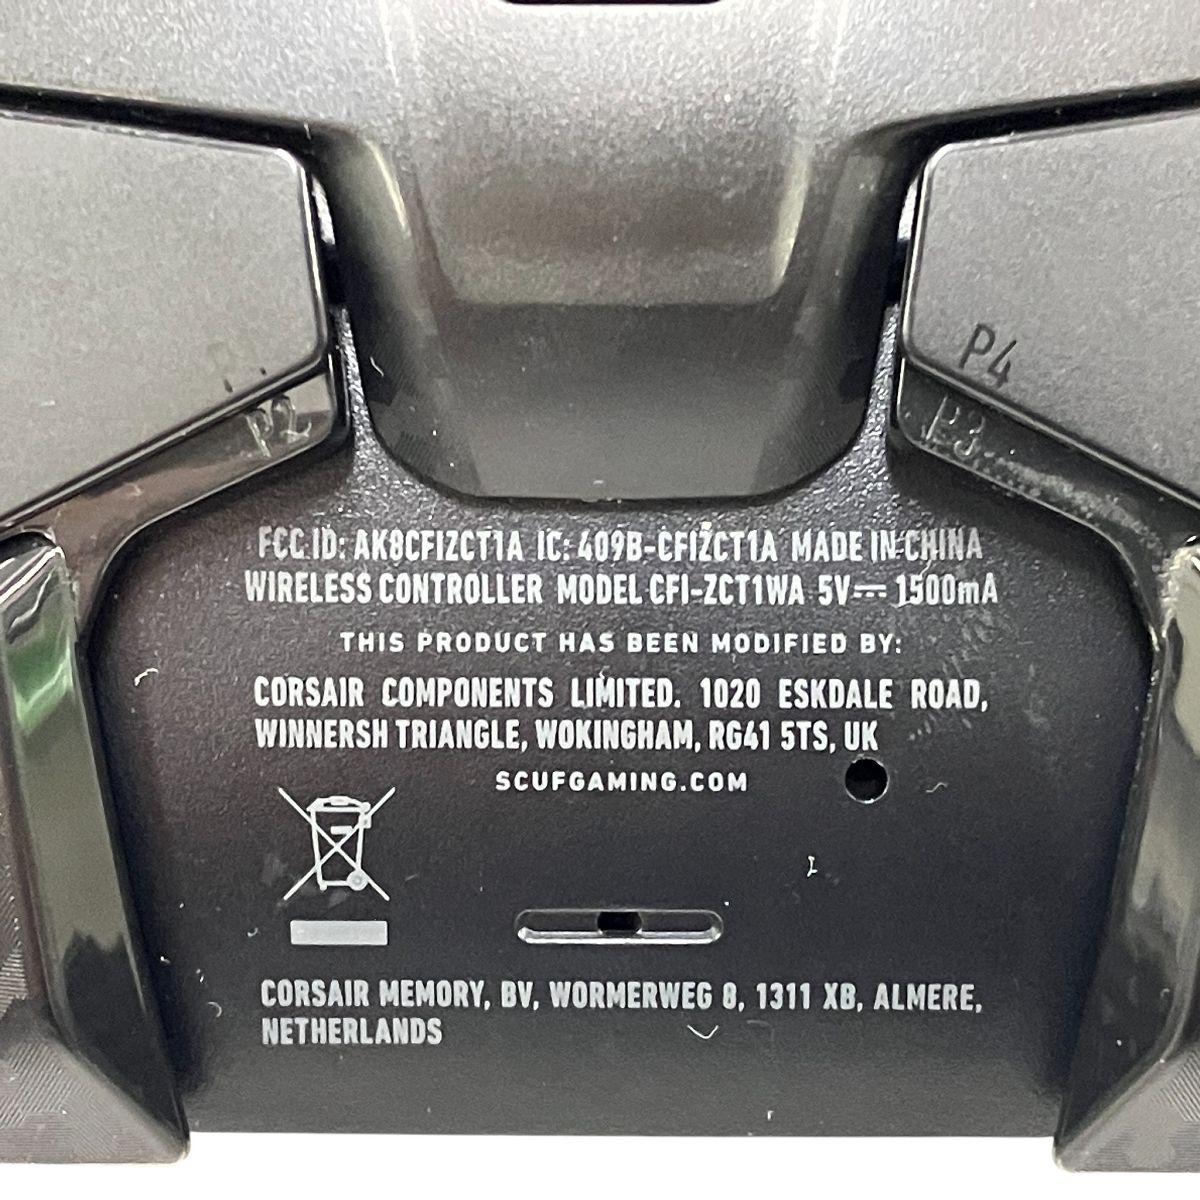 P1
P2
P4
P3
FCC ID: AK8CFIZCT1A IC: 409B-CFIZCT1A MADE IN CHINA
WIRELESS CONTROLLER MODEL CFI-ZCT1WA 5V⎓ 1500mA
THIS PRODUCT HAS BEEN MODIFIED BY:
CORSAIR COMPONENTS LIMITED. 1020 ESKDALE ROAD,
WINNERSH TRIANGLE, WOKINGHAM, RG41 5TS, UK
SCUFGAMING.COM
CORSAIR MEMORY, BV, WORMERWEG 8, 1311 XB, ALMERE,
NETHERLANDS